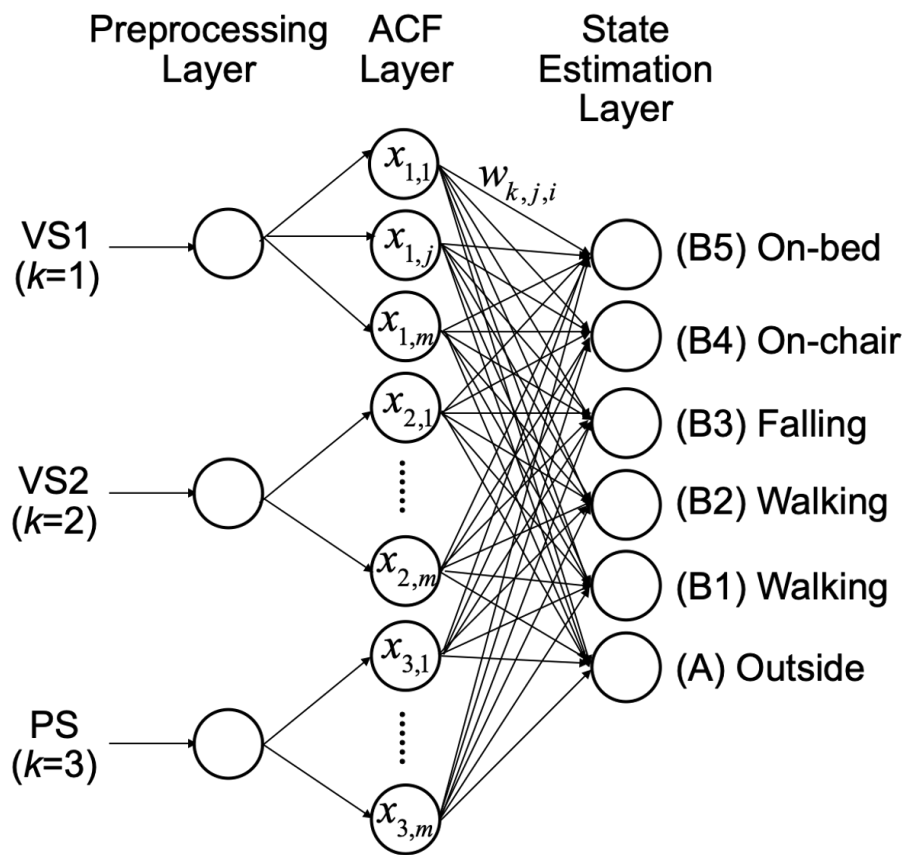 Preprocessing
Layer
ACF
Layer
State
Estimation
Layer
VS1
(k=1)
VS2
(k=2)
PS
(k=3)
x1,1
x1,j
x1,m
x2,1
x2,m
x3,1
x3,m
wk,j,i
(B5) On-bed
(B4) On-chair
(B3) Falling
(B2) Walking
(B1) Walking
(A) Outside